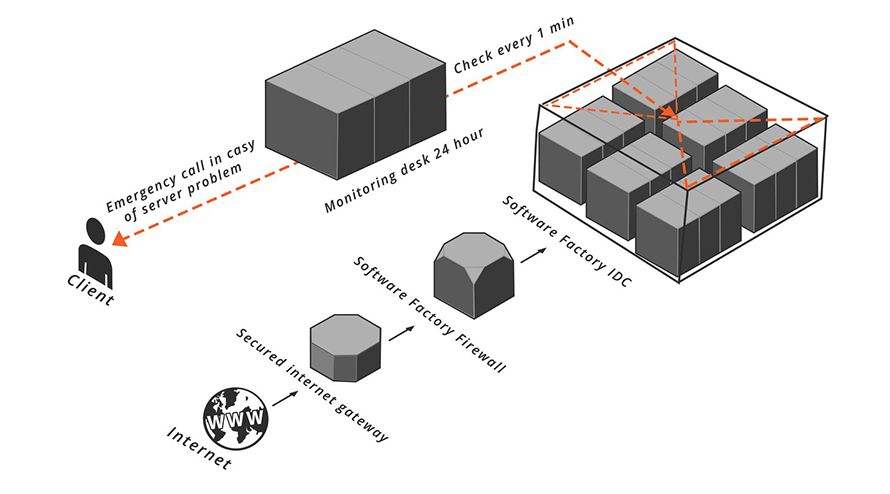 Check every 1 min
Emergency call in casy
of server problem
Monitoring desk 24 hour
Client
Software Factory IDC
Software Factory Firewall
Secured internet gateway
WWW
Internet